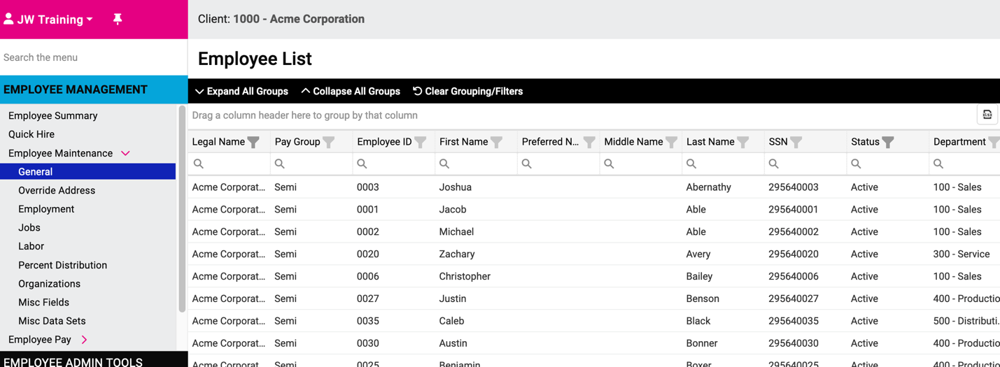 JW Training
Client: 1000 - Acme Corporation
Search the menu
Employee List
EMPLOYEE MANAGEMENT
Expand All Groups Collapse All Groups Clear Grouping/Filters
Employee Summary
Quick Hire
Employee Maintenance
General
Override Address
Employment
Jobs
Labor
Percent Distribution
Organizations
Misc Fields
Misc Data Sets
Employee Pay
EMPLOYEE ADMIN TOOLS
Drag a column header here to group by that column
xlsx
Legal Name Pay Group Employee ID First Name Preferred N... Middle Name Last Name SSN Status Department
Acme Corporat... Semi 0003 Joshua Abernathy 295640003 Active 100 - Sales
Acme Corporat... Semi 0001 Jacob Able 295640001 Active 100 - Sales
Acme Corporat... Semi 0002 Michael Able 295640002 Active 100 - Sales
Acme Corporat... Semi 0020 Zachary Avery 295640020 Active 300 - Service
Acme Corporat... Semi 0006 Christopher Bailey 295640006 Active 100 - Sales
Acme Corporat... Semi 0027 Justin Benson 295640027 Active 400 - Productio
Acme Corporat... Semi 0035 Caleb Black 295640035 Active 500 - Distributi...
Acme Corporat... Semi 0030 Austin Bonner 295640030 Active 400 - Productio
Acme Corporat... Semi 0025 Benjamin Boxer 295640025 Active 400 - Productio